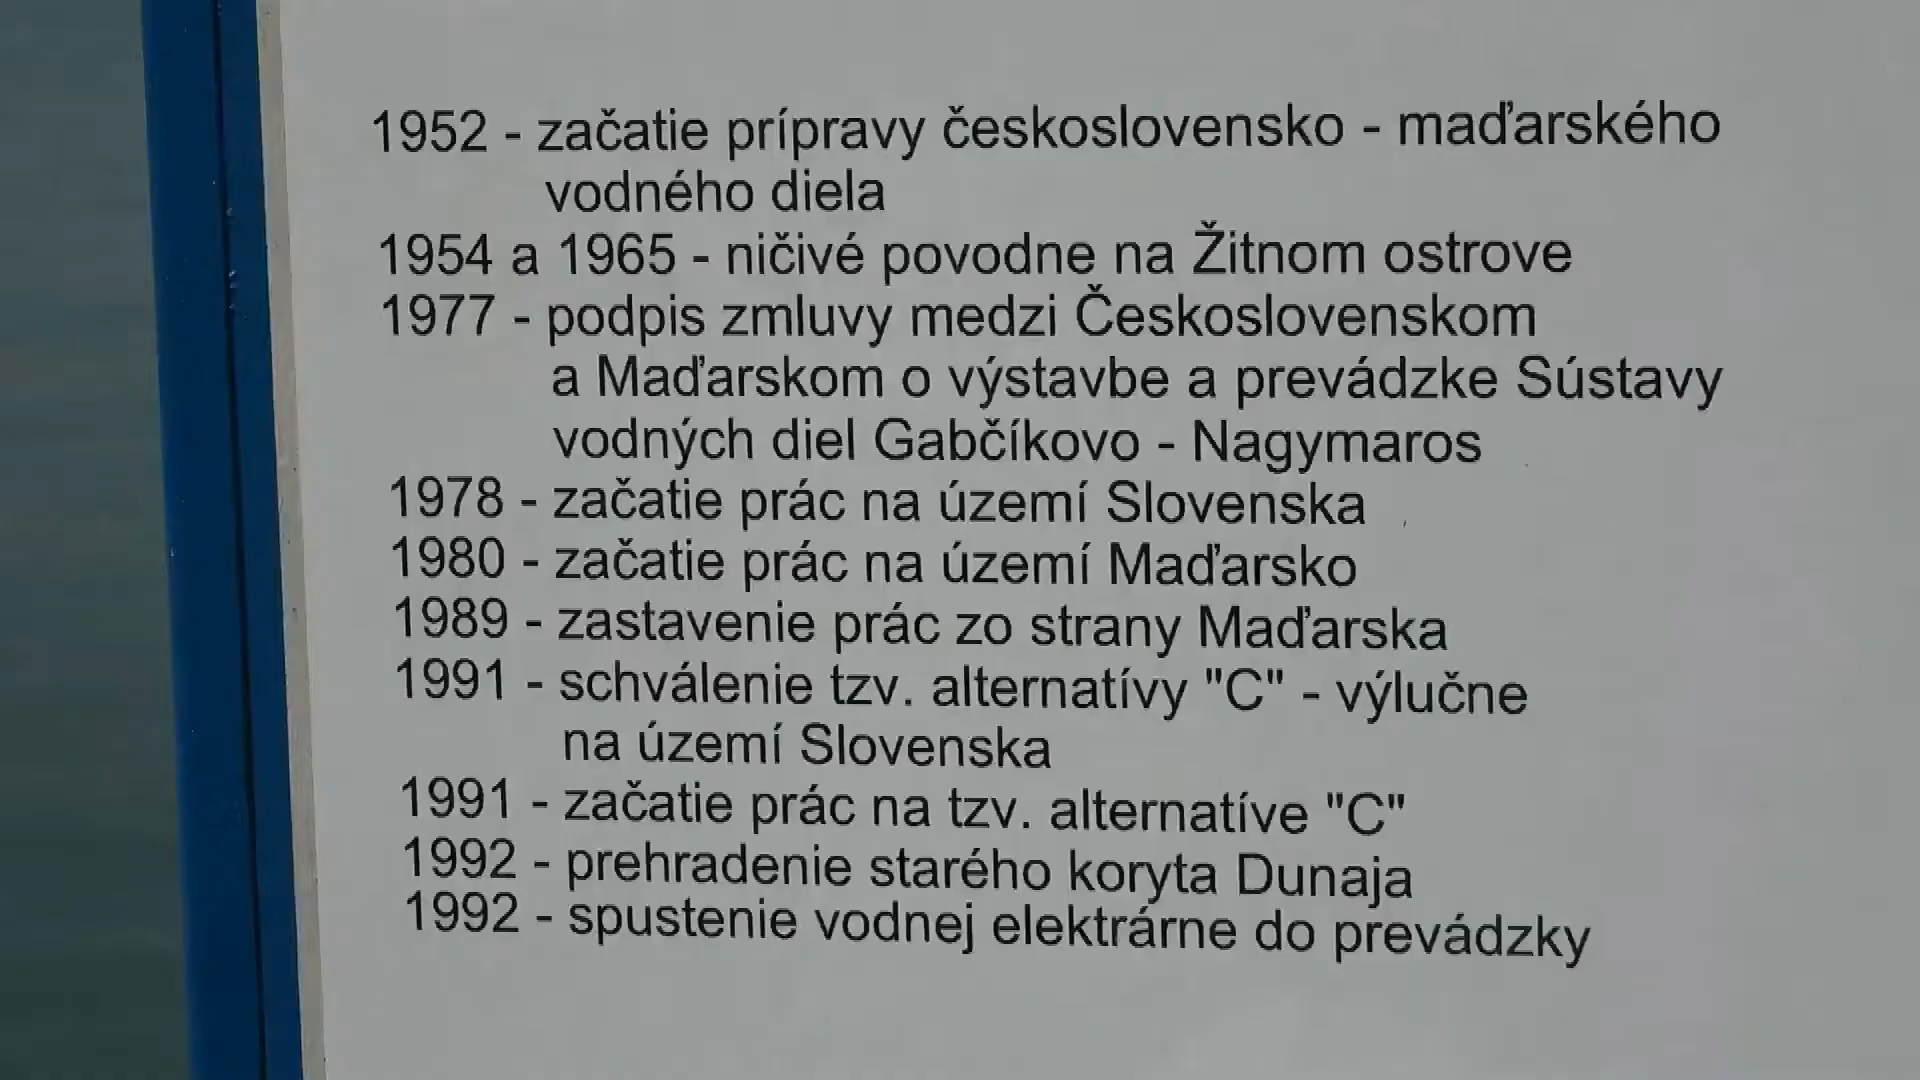 1952 - začatie prípravy československo - maďarského
vodného diela
1954 a 1965 - ničivé povodne na Žitnom ostrove
1977 - podpis zmluvy medzi Československom
a Maďarskom o výstavbe a prevádzke Sústavy
vodných diel Gabčíkovo - Nagymaros
1978 - začatie prác na území Slovenska
1980 - začatie prác na území Maďarsko
1989 - zastavenie prác zo strany Maďarska
1991 - schválenie tzv. alternatívy "C" - výlučne
na území Slovenska
1991 - začatie prác na tzv. alternatíve "C"
1992 - prehradenie starého koryta Dunaja
1992 - spustenie vodnej elektrárne do prevádzky